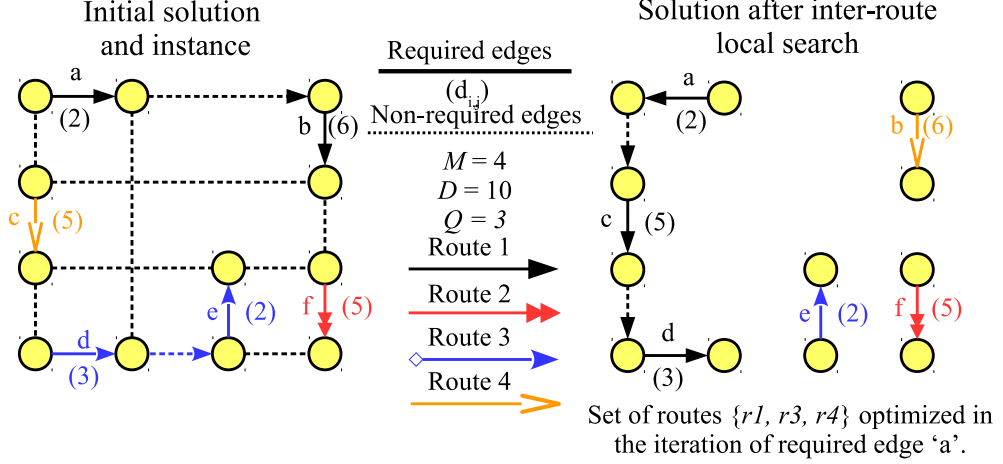 Initial solution
and instance
a
(2)
b
(6)
c
(5)
e
(2)
f
(5)
d
(3)
Required edges
(d_{i,j})
Non-required edges
M = 4
D = 10
Q = 3
Route 1
Route 2
Route 3
Route 4
Solution after inter-route
local search
a
(2)
b
(6)
c
(5)
e
(2)
f
(5)
d
(3)
Set of routes {r1, r3, r4} optimized in
the iteration of required edge ‘a’.